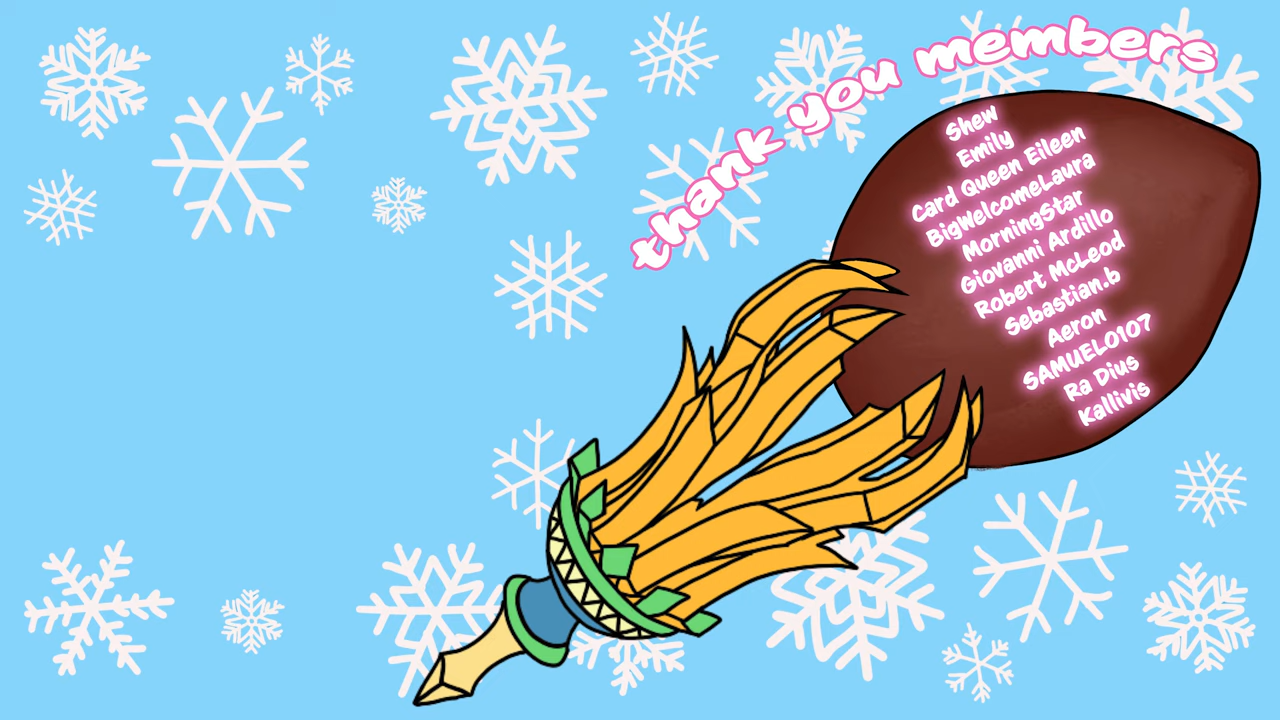 thank you members
Shew
Emily
Card Queen Eileen
BigWelcomeLaura
MorningStar
Giovanni Ardillo
Robert McLeod
Sebastian.b
Aeron
SAMUEL0107
Ra Dius
Kallivis